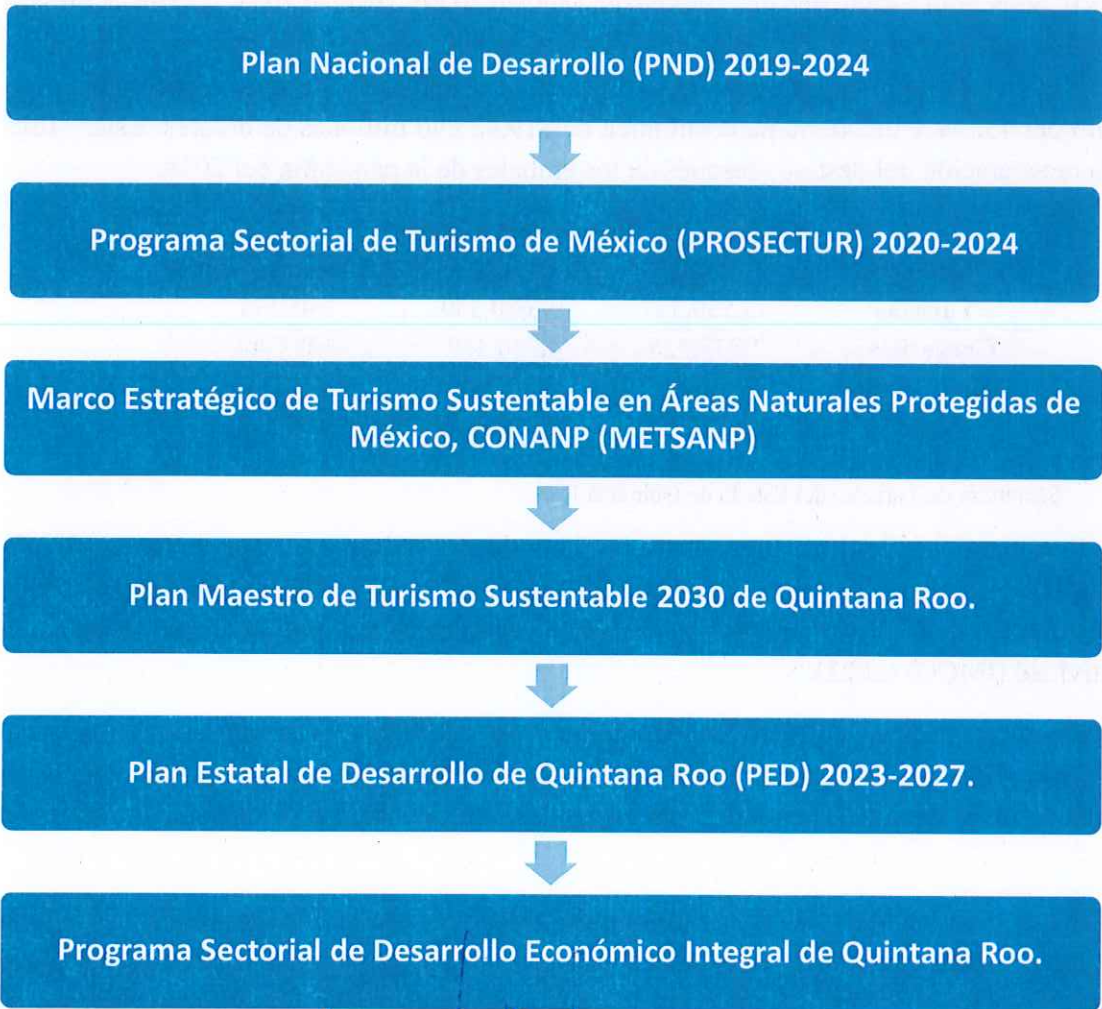 Plan Nacional de Desarrollo (PND) 2019-2024
Programa Sectorial de Turismo de México (PROSECTUR) 2020-2024
Marco Estratégico de Turismo Sustentable en Áreas Naturales Protegidas de
México, CONANP (METSANP)
Plan Maestro de Turismo Sustentable 2030 de Quintana Roo.
Plan Estatal de Desarrollo de Quintana Roo (PED) 2023-2027.
Programa Sectorial de Desarrollo Económico Integral de Quintana Roo.